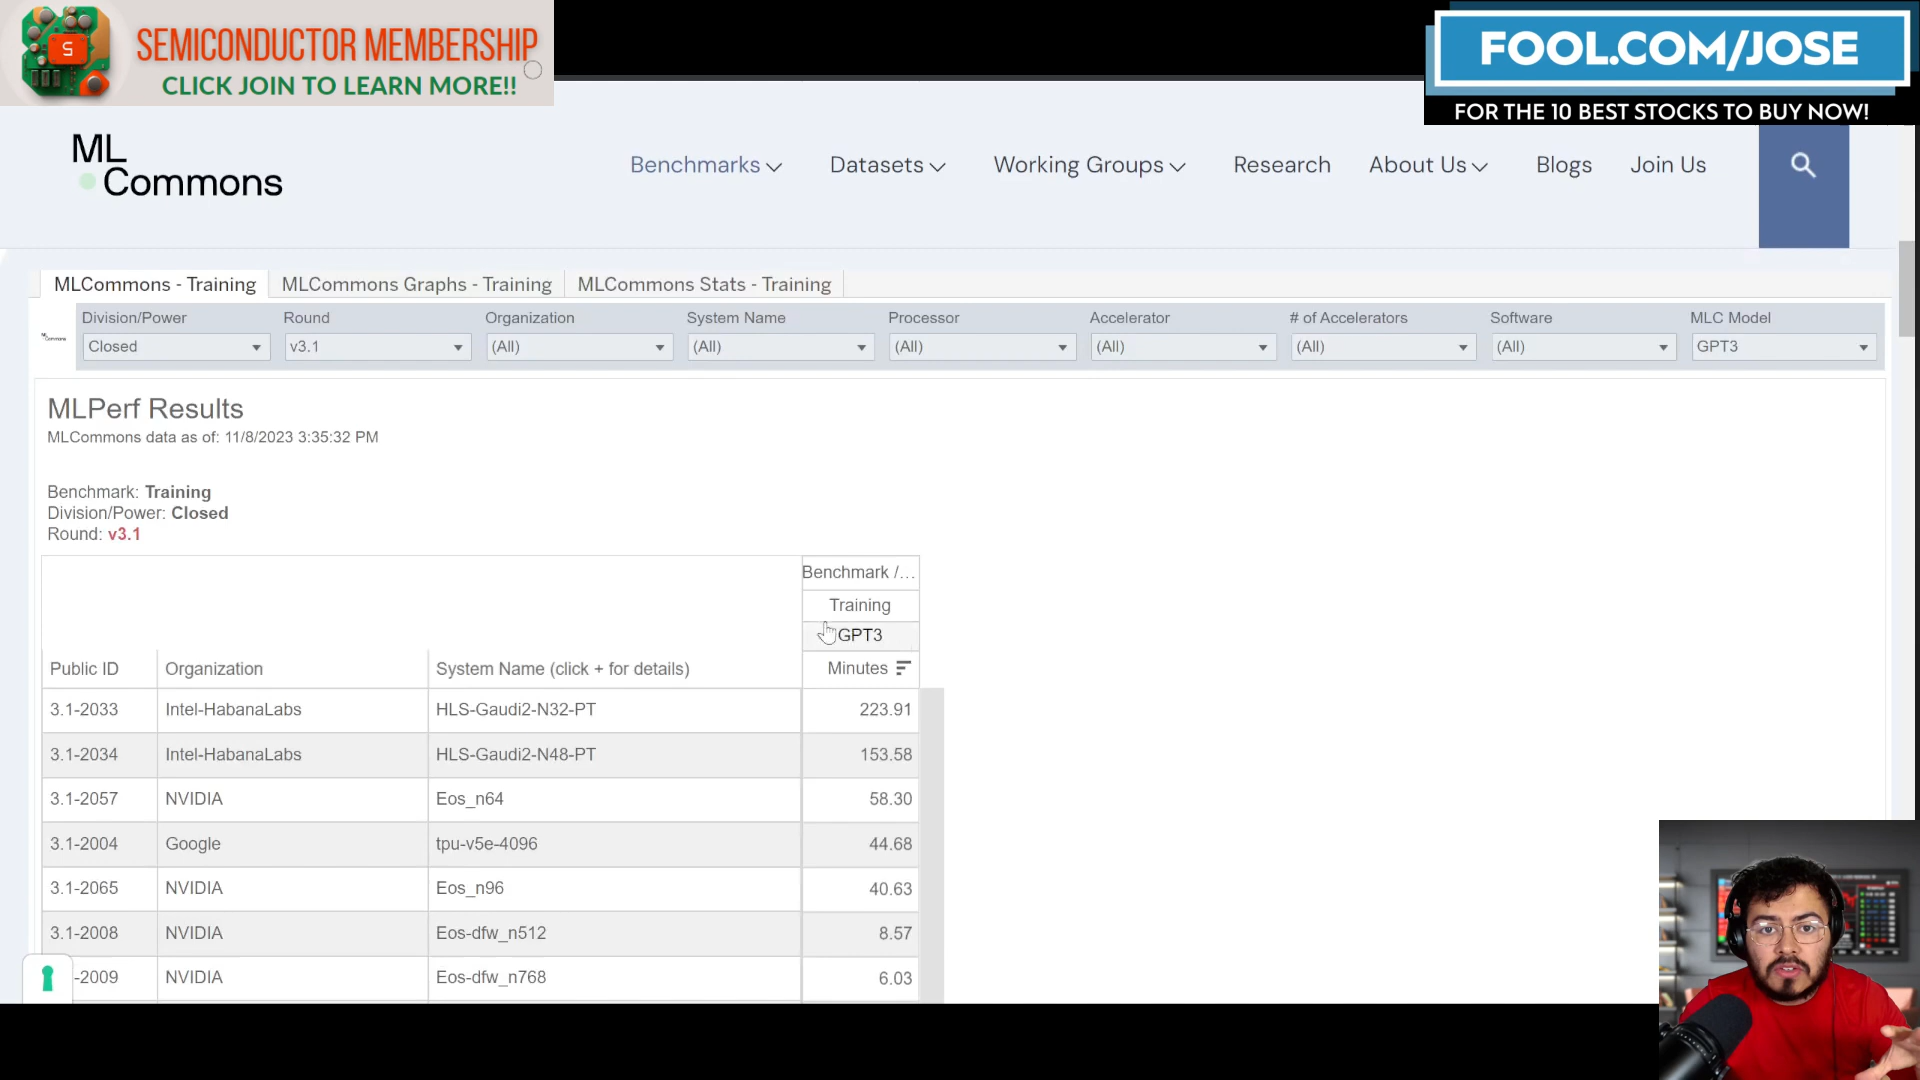 S
SEMICONDUCTOR MEMBERSHIP
CLICK JOIN TO LEARN MORE!!
FOOL.COM/JOSE
FOR THE 10 BEST STOCKS TO BUY NOW!
ML
Commons
Benchmarks Datasets Working Groups Research About Us Blogs Join Us
MLCommons - Training MLCommons Graphs - Training MLCommons Stats - Training
Division/Power Round Organization System Name Processor Accelerator # of Accelerators Software MLC Model
Closed v3.1 (All) (All) (All) (All) (All) (All) GPT3
MLPerf Results
MLCommons data as of: 11/8/2023 3:35:32 PM
Benchmark: Training
Division/Power: Closed
Round: v3.1
Benchmark /...
Training
GPT3
Public ID Organization System Name (click + for details) Minutes
3.1-2033 Intel-HabanaLabs HLS-Gaudi2-N32-PT 223.91
3.1-2034 Intel-HabanaLabs HLS-Gaudi2-N48-PT 153.58
3.1-2057 NVIDIA Eos_n64 58.30
3.1-2004 Google tpu-v5e-4096 44.68
3.1-2065 NVIDIA Eos_n96 40.63
3.1-2008 NVIDIA Eos-dfw_n512 8.57
-2009 NVIDIA Eos-dfw_n768 6.03